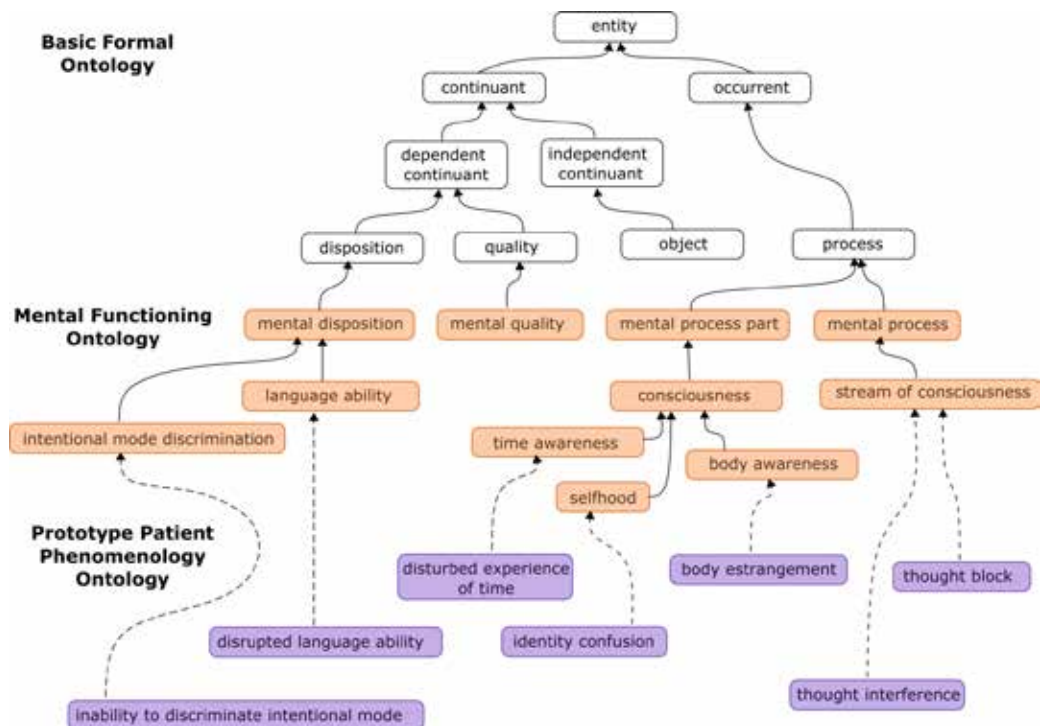 Basic Formal
Ontology
entity
continuant
occurrent
dependent
continuant
independent
continuant
disposition
quality
object
process
Mental Functioning
Ontology
mental disposition
mental quality
mental process part
mental process
language ability
consciousness
stream of consciousness
intentional mode discrimination
time awareness
body awareness
selfhood
Prototype Patient
Phenomenology
Ontology
disturbed experience
of time
body estrangement
thought block
disrupted language ability
identity confusion
thought interference
inability to discriminate intentional mode